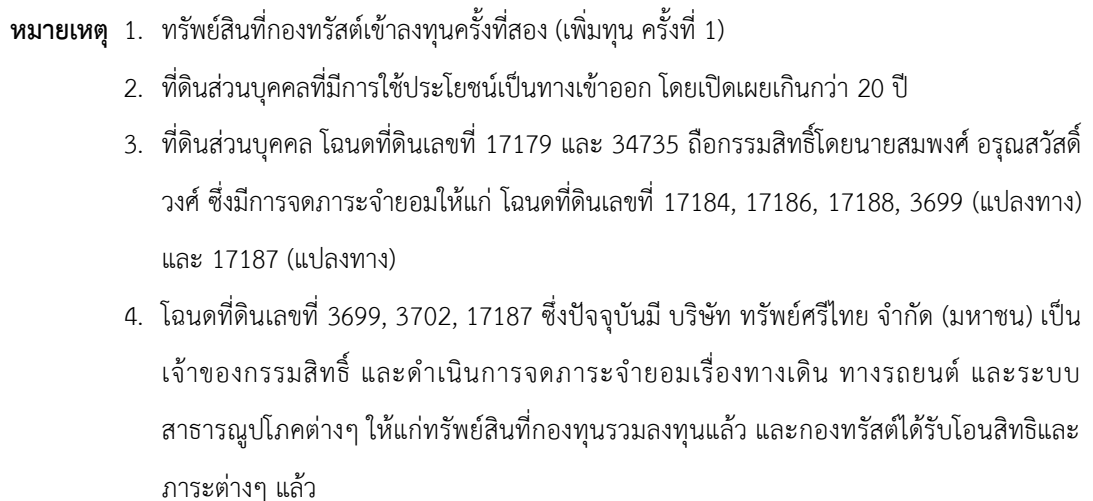 หมายเหตุ 1. ทรัพย์สินที่กองทรัสต์เข้าลงทุนครั้งที่สอง (เพิ่มทุน ครั้งที่ 1)
2. ที่ดินส่วนบุคคลที่มีการใช้ประโยชน์เป็นทางเข้าออก โดยเปิดเผยเกินกว่า 20 ปี
3. ที่ดินส่วนบุคคล โฉนดที่ดินเลขที่ 17179 และ 34735 ถือกรรมสิทธิ์โดยนายสมพงศ์ อรุณสวัสดิ์
วงศ์ ซึ่งมีการจดภาระจำยอมให้แก่ โฉนดที่ดินเลขที่ 17184, 17186, 17188, 3699 (แปลงทาง)
และ 17187 (แปลงทาง)
4. โฉนดที่ดินเลขที่ 3699, 3702, 17187 ซึ่งปัจจุบันมี บริษัท ทรัพย์ศรีไทย จำกัด (มหาชน) เป็น
เจ้าของกรรมสิทธิ์ และดำเนินการจดภาระจำยอมเรื่องทางเดิน ทางรถยนต์ และระบบ
สาธารณูปโภคต่างๆ ให้แก่ทรัพย์สินที่กองทุนรวมลงทุนแล้ว และกองทรัสต์ได้รับโอนสิทธิและ
ภาระต่างๆ แล้ว